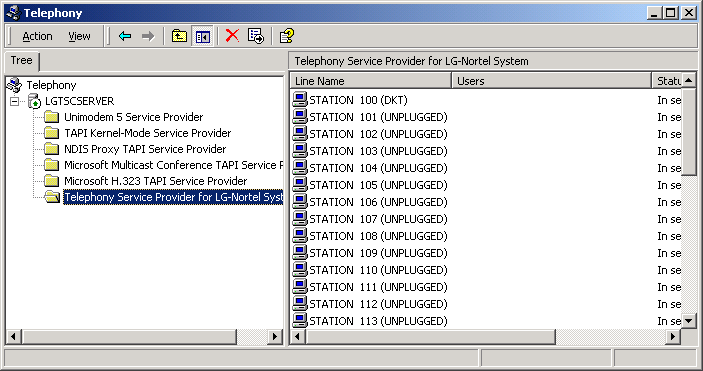 Telephony
Action View
Tree
Telephony Service Provider for LG-Nortel System
Telephony
LGTSCSERVER
Unimodem 5 Service Provider
TAPI Kernel-Mode Service Provider
NDIS Proxy TAPI Service Provider
Microsoft Multicast Conference TAPI Service P
Microsoft H.323 TAPI Service Provider
Telephony Service Provider for LG-Nortel Syst
Line Name Users Statu
STATION 100 (DKT) In se
STATION 101 (UNPLUGGED) In se
STATION 102 (UNPLUGGED) In se
STATION 103 (UNPLUGGED) In se
STATION 104 (UNPLUGGED) In se
STATION 105 (UNPLUGGED) In se
STATION 106 (UNPLUGGED) In se
STATION 107 (UNPLUGGED) In se
STATION 108 (UNPLUGGED) In se
STATION 109 (UNPLUGGED) In se
STATION 110 (UNPLUGGED) In se
STATION 111 (UNPLUGGED) In se
STATION 112 (UNPLUGGED) In se
STATION 113 (UNPLUGGED) In se